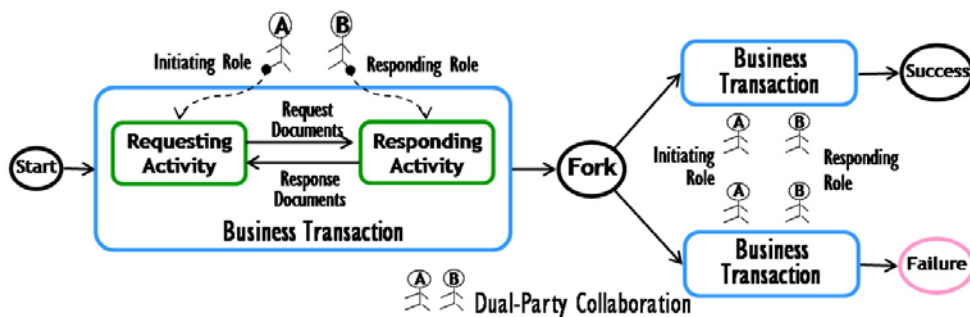 A
B
Initiating Role
Responding Role
Start
Requesting
Activity
Request
Documents
Response
Documents
Responding
Activity
Business Transaction
Fork
Business
Transaction
Success
A
B
Initiating
Role
Responding
Role
A
B
Business
Transaction
Failure
A
B
Dual-Party Collaboration